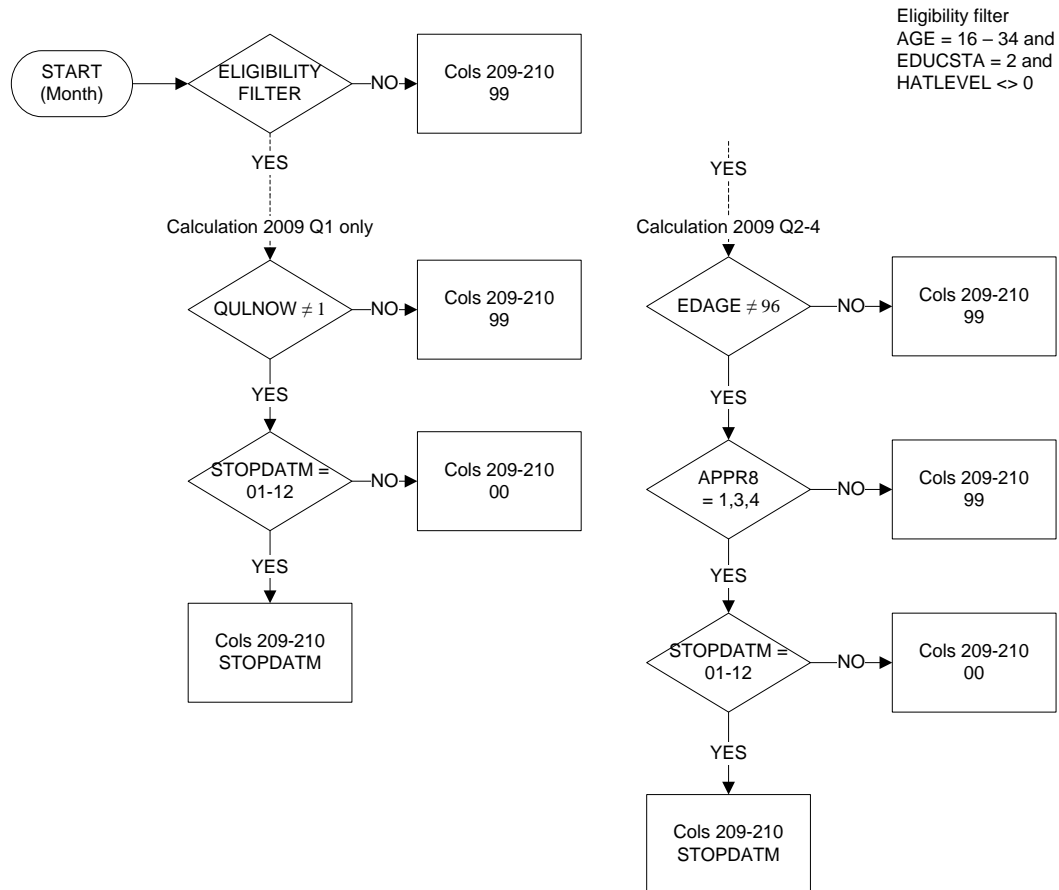 Eligibility filter
AGE = 16 – 34 and
EDUCSTA = 2 and
HATLEVEL <> 0
START
(Month)
ELIGIBILITY
FILTER
NO
Cols 209-210
99
YES
YES
Calculation 2009 Q1 only
Calculation 2009 Q2-4
QULNOW ≠ 1
NO
Cols 209-210
99
EDAGE ≠ 96
NO
Cols 209-210
99
YES
YES
STOPDATM =
01-12
NO
Cols 209-210
00
APPR8
= 1,3,4
NO
Cols 209-210
99
YES
YES
Cols 209-210
STOPDATM
STOPDATM =
01-12
NO
Cols 209-210
00
YES
Cols 209-210
STOPDATM